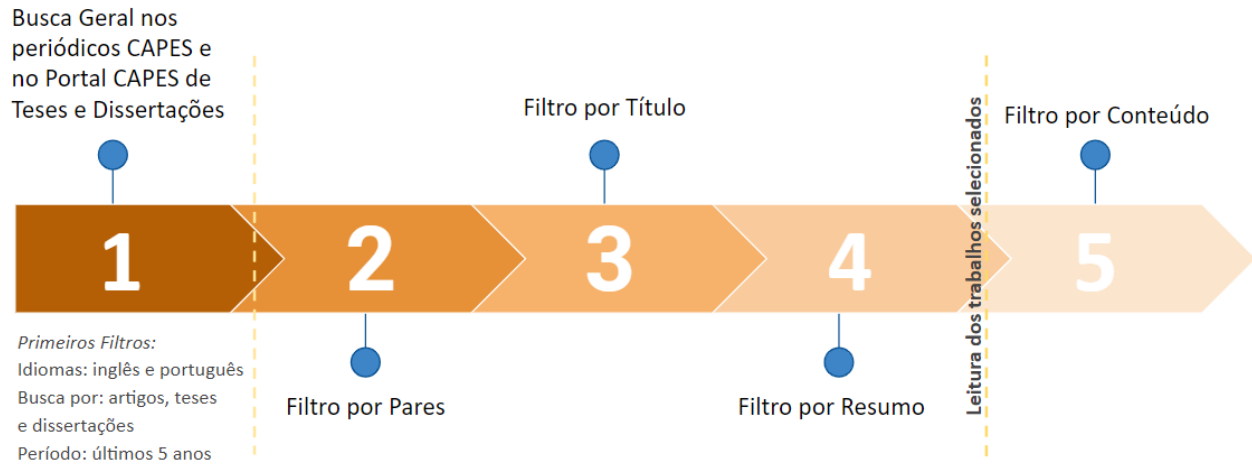 Busca Geral nos
periódicos CAPES e
no Portal CAPES de
Teses e Dissertações
Filtro por Título
Filtro por Conteúdo
1
2
3
4
5
Leitura dos trabalhos selecionados
Primeiros Filtros:
Idiomas: inglês e português
Busca por: artigos, teses
e dissertações
Período: últimos 5 anos
Filtro por Pares
Filtro por Resumo